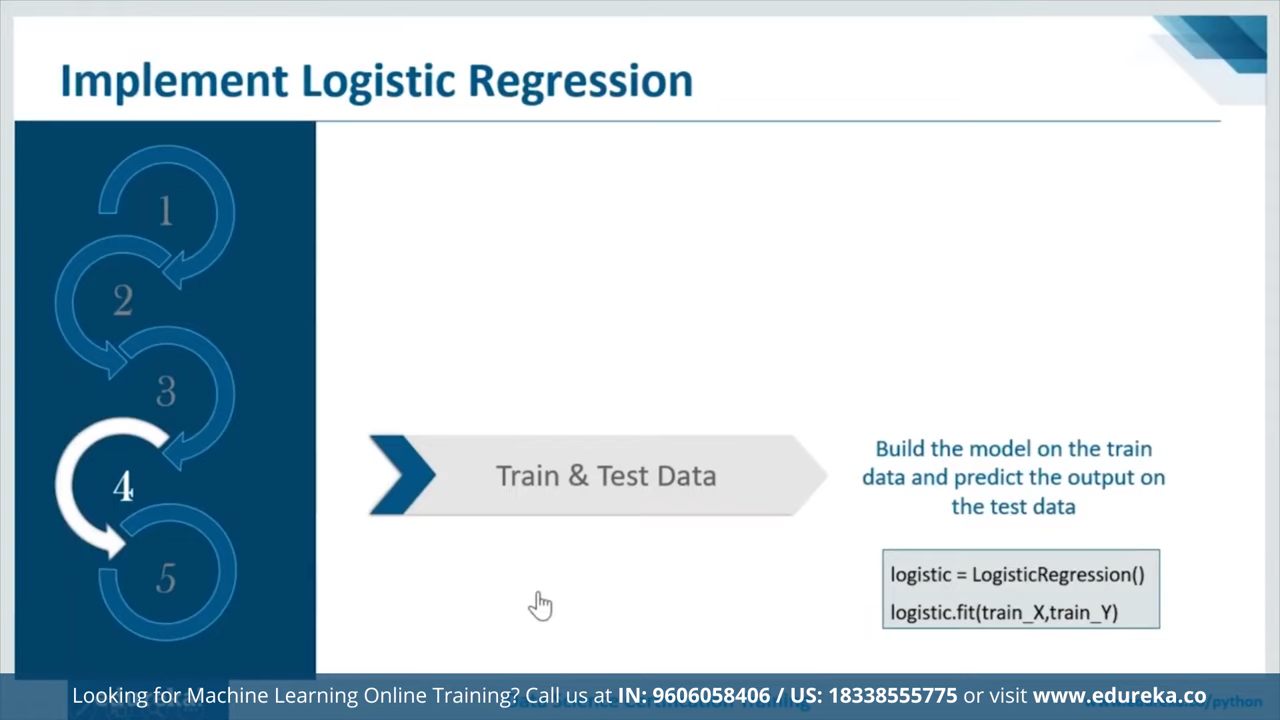 Implement Logistic Regression
1
2
3
4
5
Train & Test Data
Build the model on the train
data and predict the output on
the test data
logistic = LogisticRegression()
logistic.fit(train_X,train_Y)
Looking for Machine Learning Online Training? Call us at IN: 9606058406 / US: 18338555775 or visit www.edureka.co